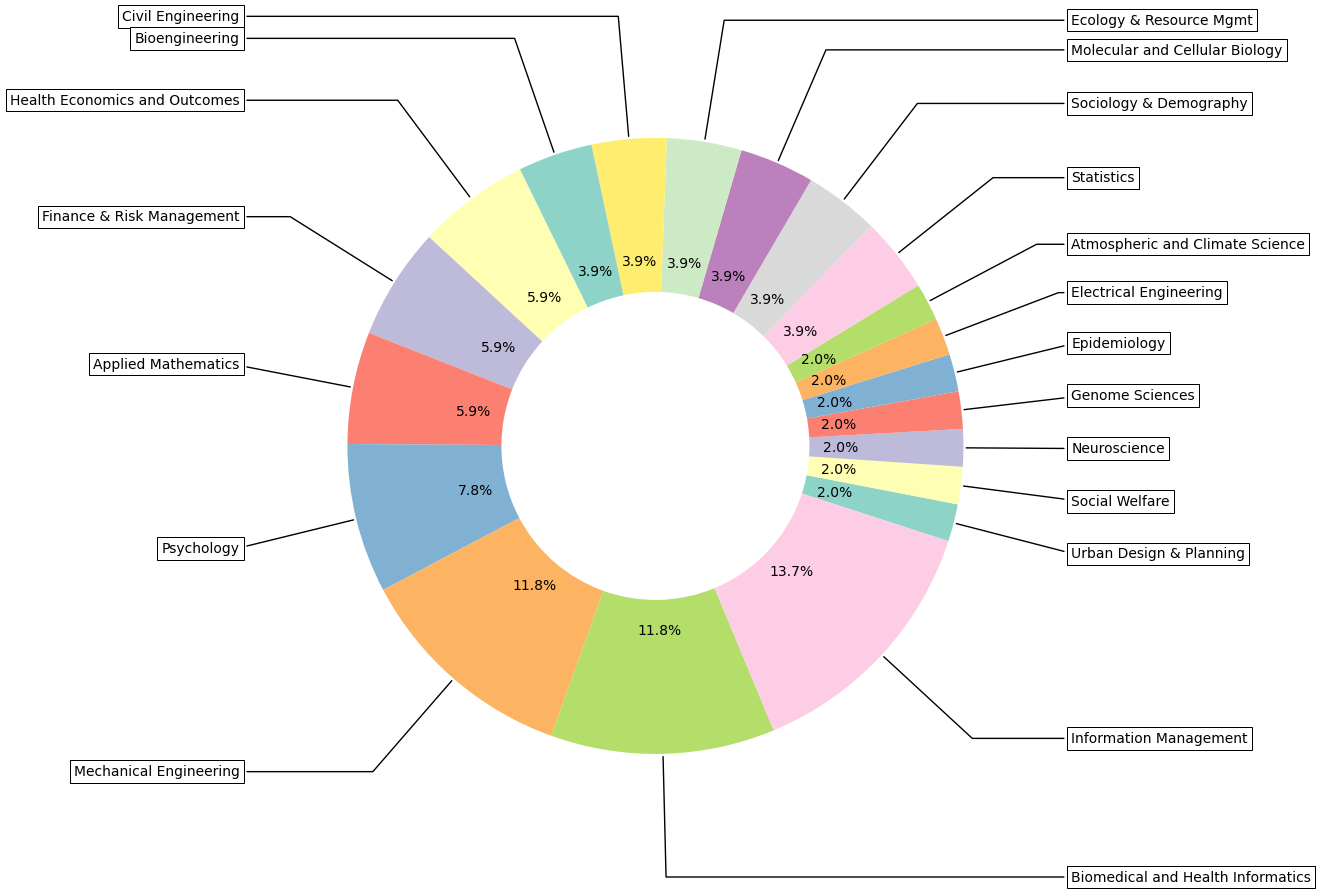 Civil Engineering
Ecology & Resource Mgmt
Bioengineering
Molecular and Cellular Biology
Health Economics and Outcomes
Sociology & Demography
Statistics
Finance & Risk Management
Atmospheric and Climate Science
Electrical Engineering
Epidemiology
Applied Mathematics
Genome Sciences
Neuroscience
Social Welfare
Psychology
Urban Design & Planning
Information Management
Mechanical Engineering
Biomedical and Health Informatics
3.9%
3.9%
3.9%
3.9%
5.9%
3.9%
3.9%
5.9%
2.0%
2.0%
2.0%
5.9%
2.0%
2.0%
2.0%
7.8%
2.0%
13.7%
11.8%
11.8%